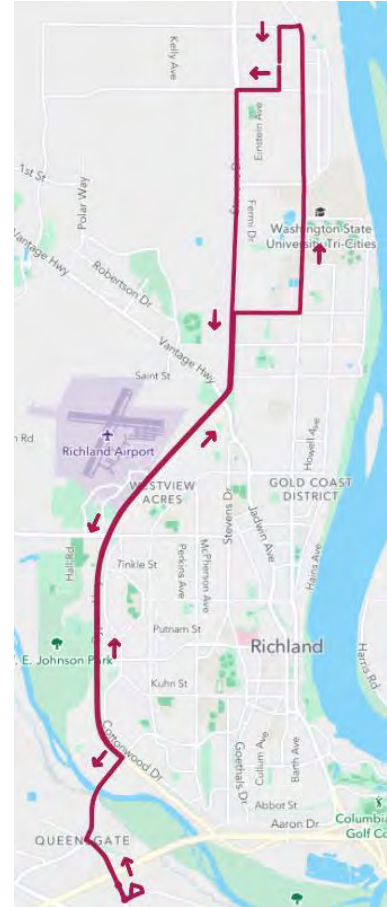 Kelly Ave
Einstein Ave
1st St
Polar Way
Fermi Dr
Washington State
University Tri-Cities
Vantage Hwy
Robertson Dr
Vantage Hwy
Saint St
n Rd
Richland Airport
WESTVIEW
ACRES
Howell Ave
GOLD COAST
DISTRICT
Stevens Dr
Jadwin Ave
Hall Rd
Tinkle St
Perkins Ave
McPherson Ave
Hains Ave
Putnam St
Richland
Harris Rd
E. Johnson Park
Kuhn St
Cottonwood Dr
Goethals Dr
Cullum Ave
Barth Ave
Abbot St
Aaron Dr
Columbia
Golf Co
QUEENSGATE